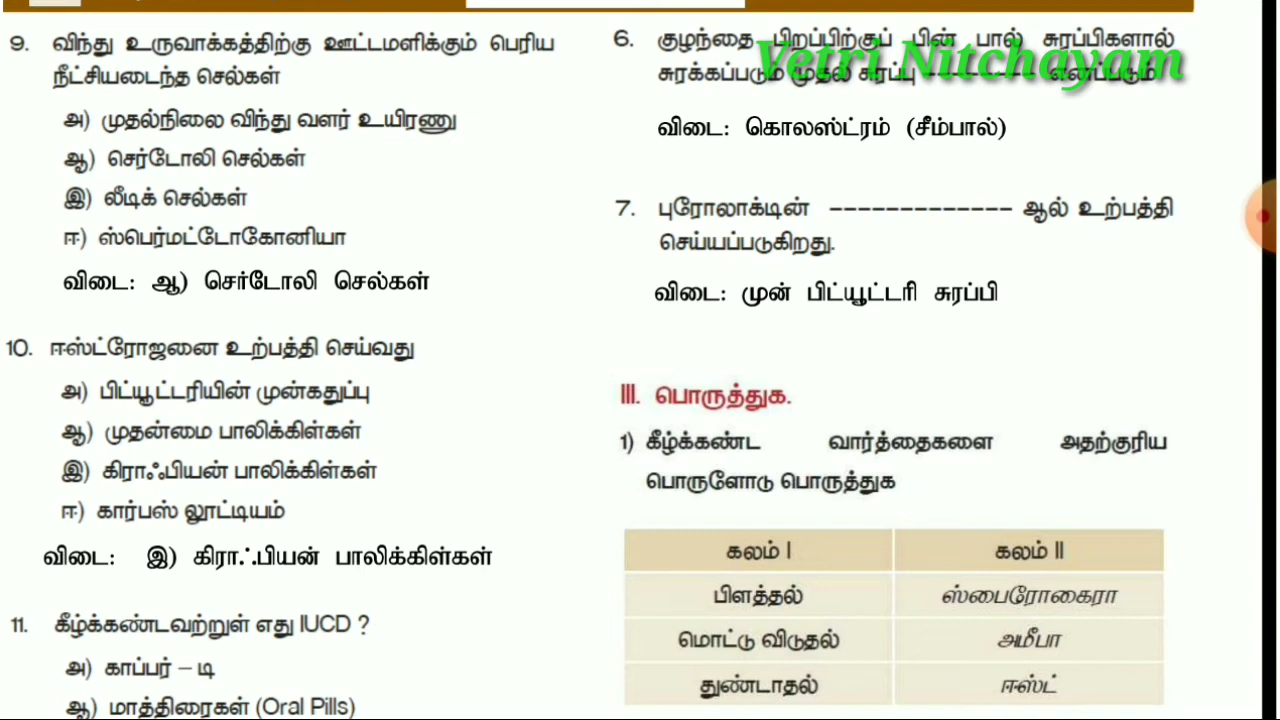 9. விந்து உருவாக்கத்திற்கு ஊட்டமளிக்கும் பெரிய
நீட்சியடைந்த செல்கள்
அ) முதல்நிலை விந்து வளர் உயிரணு
ஆ) செர்டோலி செல்கள்
இ) லீடிக் செல்கள்
ஈ) ஸ்பெர்மட்டோகோனியா
விடை: ஆ) செர்டோலி செல்கள்
10. ஈஸ்ட்ரோஜனை உற்பத்தி செய்வது
அ) பிட்யூட்டரியின் முன்கதுப்பு
ஆ) முதன்மை பாலிக்கிள்கள்
இ) கிராஃபியன் பாலிக்கிள்கள்
ஈ) கார்பஸ் லூட்டியம்
விடை: இ) கிராஃபியன் பாலிக்கிள்கள்
11. கீழ்க்கண்டவற்றுள் எது IUCD ?
அ) காப்பர் – டி
ஆ) மாத்திரைகள் (Oral Pills)
6. குழந்தை பிறப்பிற்குப் பின் பால் சுரப்பிகளால்
சுரக்கப்படும் முதல் சுரப்பு ------------ எனப்படும்
Vetri Nitchayam
விடை: கொலஸ்ட்ரம் (சீம்பால்)
7. புரோலாக்டின் ------------- ஆல் உற்பத்தி
செய்யப்படுகிறது.
விடை: முன் பிட்யூட்டரி சுரப்பி
III. பொருத்துக.
1) கீழ்க்கண்ட வார்த்தைகளை அதற்குரிய
பொருளோடு பொருத்துக
கலம் I கலம் II
பிளத்தல் ஸ்பைரோகைரா
மொட்டு விடுதல் அமீபா
துண்டாதல் ஈஸ்ட்